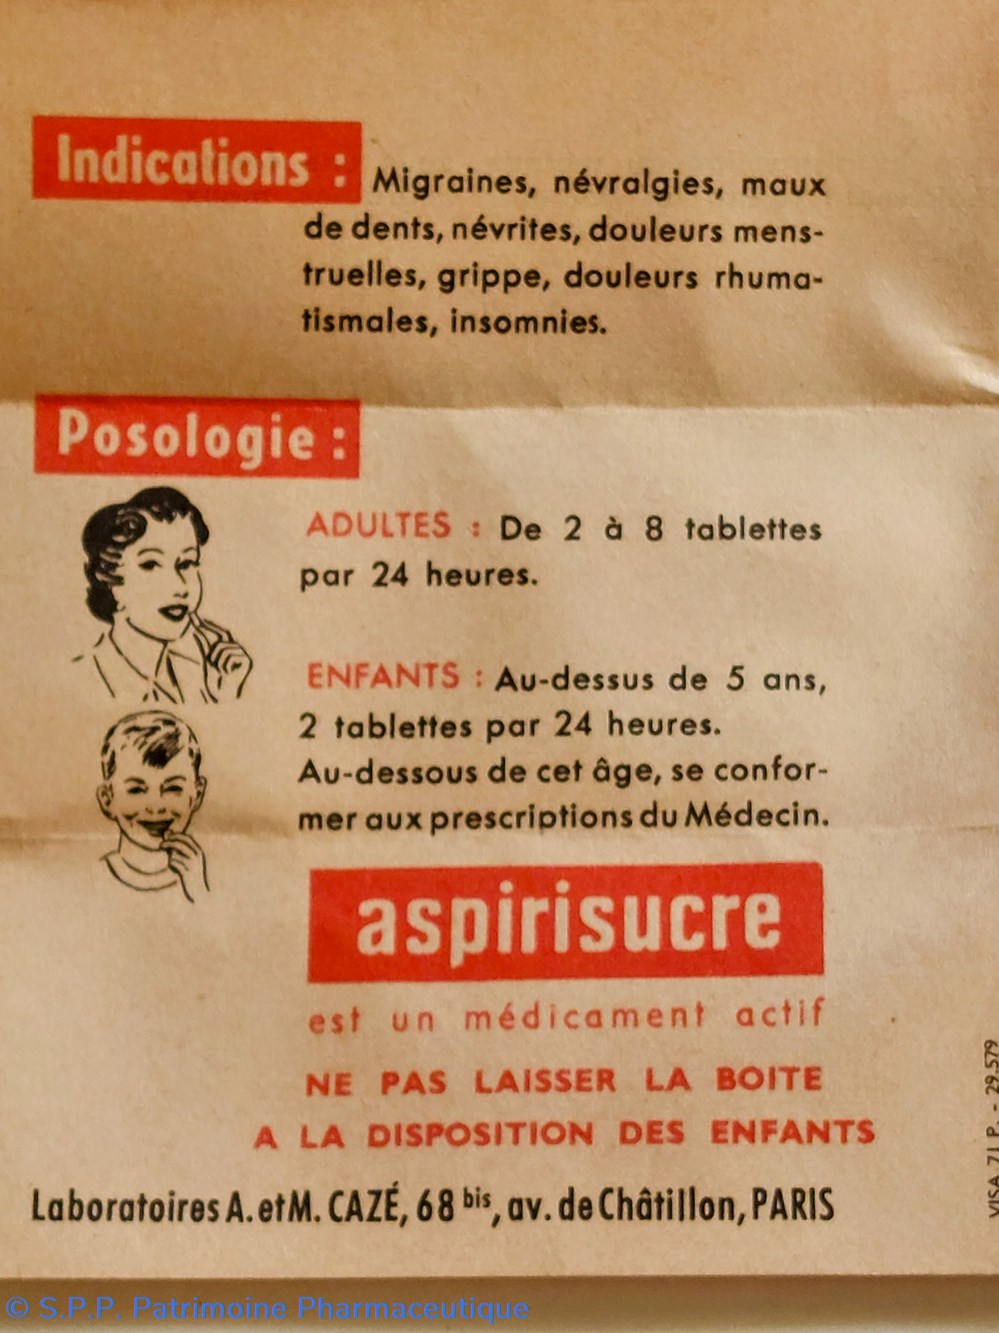 Indications : Migraines, névralgies, maux
de dents, névrites, douleurs mens-
truelles, grippe, douleurs rhuma-
tismales, insomnies.
Posologie :
ADULTES : De 2 à 8 tablettes
par 24 heures.
ENFANTS : Au-dessus de 5 ans,
2 tablettes par 24 heures.
Au-dessous de cet âge, se confor-
mer aux prescriptions du Médecin.
aspirisucre
est un médicament actif
NE PAS LAISSER LA BOITE
A LA DISPOSITION DES ENFANTS
Laboratoires A. et M. CAZÉ, 68 bis, av. de Châtillon, PARIS
VISA 71 P. - 29.579
© S.P.P. Patrimoine Pharmaceutique